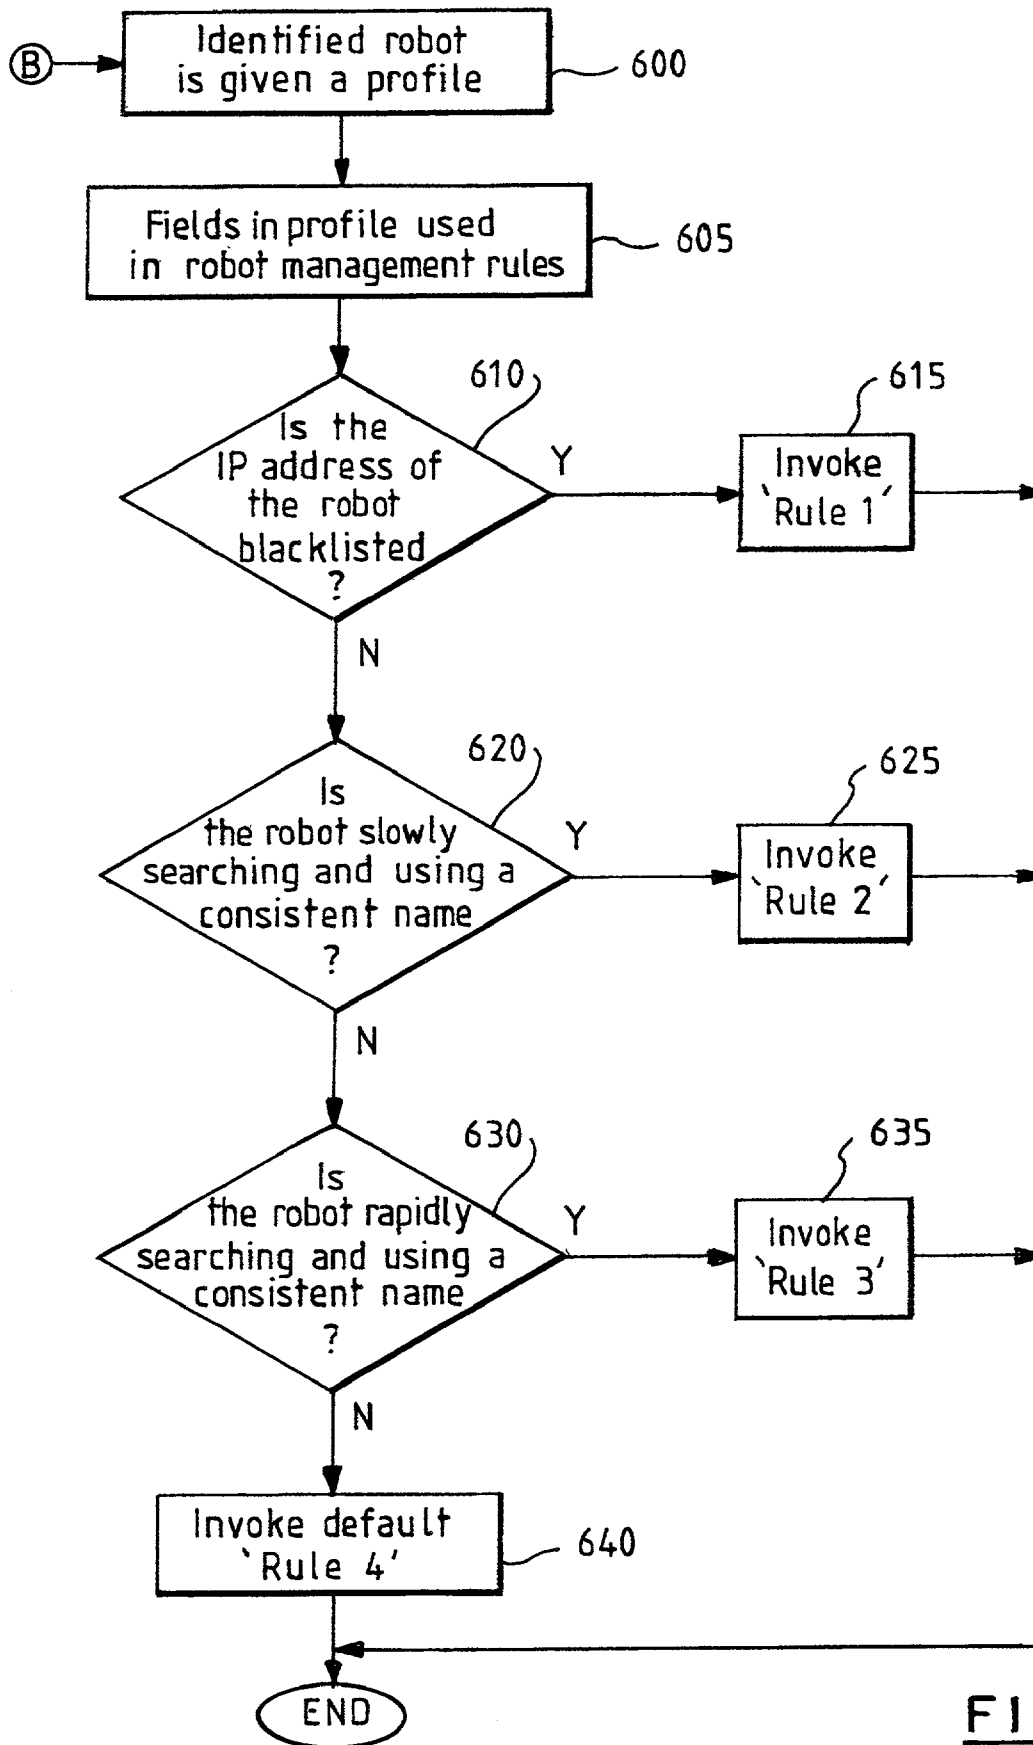 B
Identified robot
is given a profile
600
Fields in profile used
in robot management rules
605
610
Is the
IP address of
the robot
blacklisted
?
Y
615
Invoke
`Rule 1′
N
620
Is
the robot slowly
searching and using a
consistent name
?
Y
625
Invoke
`Rule 2′
N
630
Is
the robot rapidly
searching and using a
consistent name
?
Y
635
Invoke
`Rule 3′
N
Invoke default
`Rule 4′
640
END
FI